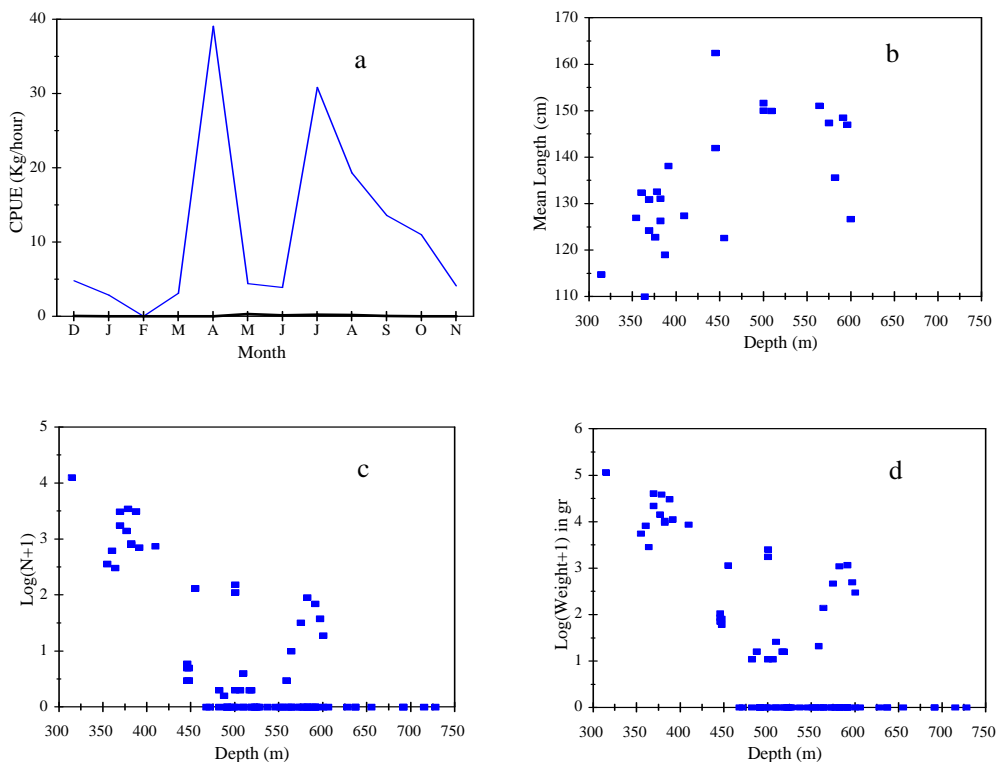 a
CPUE (Kg/hour)
40
30
20
10
0
D J F M A M J J A S O N
Month
b
Mean Length (cm)
170
160
150
140
130
120
110
300 350 400 450 500 550 600 650 700 750
Depth (m)
c
Log(N+1)
5
4
3
2
1
0
300 350 400 450 500 550 600 650 700 750
Depth (m)
d
Log(Weight+1) in gr
6
5
4
3
2
1
0
300 350 400 450 500 550 600 650 700 750
Depth (m)